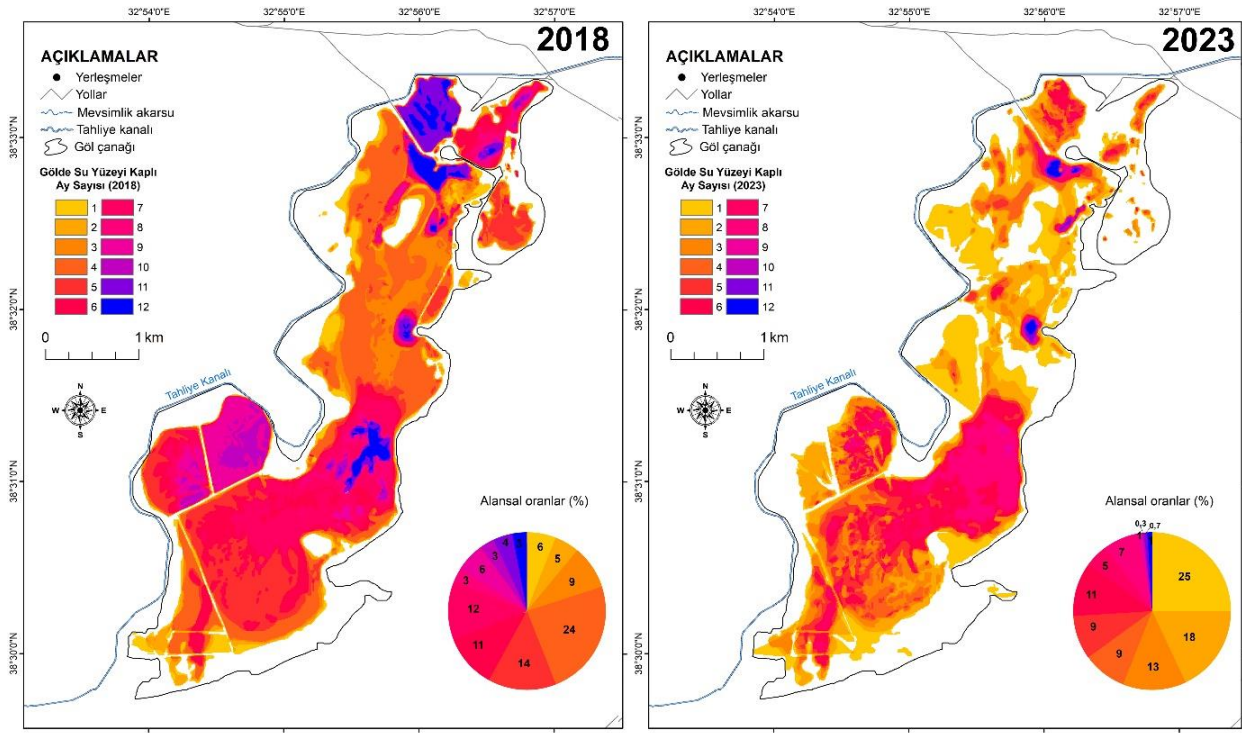 32°54'0"E 32°55'0"E 32°56'0"E 32°57'0"E
2018
AÇIKLAMALAR
Yerleşmeler
Yollar
Mevsimlik akarsu
Tahliye kanalı
Göl çanağı
Gölde Su Yüzeyi Kaplı
Ay Sayısı (2018)
1 7
2 8
3 9
4 10
5 11
6 12
0 1 km
N
W E
S
Tahliye Kanalı
38°33'0"N
38°32'0"N
38°31'0"N
38°30'0"N
Alansal oranlar (%)
6
5
9
24
14
11
12
3
6
3
4
32°54'0"E 32°55'0"E 32°56'0"E 32°57'0"E
2023
AÇIKLAMALAR
Yerleşmeler
Yollar
Mevsimlik akarsu
Tahliye kanalı
Göl çanağı
Gölde Su Yüzeyi Kaplı
Ay Sayısı (2023)
1 7
2 8
3 9
4 10
5 11
6 12
0 1 km
N
W E
S
Tahliye Kanalı
38°33'0"N
38°32'0"N
38°31'0"N
38°30'0"N
Alansal oranlar (%)
25
18
13
9
9
11
5
7
1
0,3
0,7